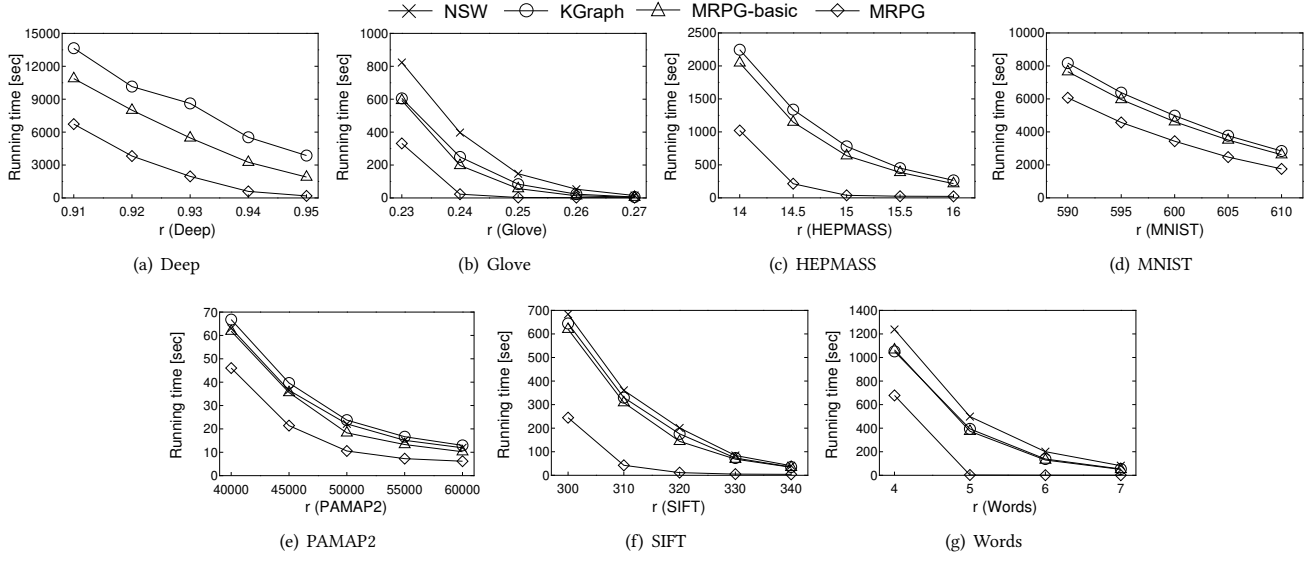 NSW KGraph MRPG-basic MRPG
Running time [sec]
15000
12000
9000
6000
3000
0
0.91 0.92 0.93 0.94 0.95
r (Deep)
(a) Deep
Running time [sec]
1000
800
600
400
200
0
0.23 0.24 0.25 0.26 0.27
r (Glove)
(b) Glove
Running time [sec]
2500
2000
1500
1000
500
0
14 14.5 15 15.5 16
r (HEPMASS)
(c) HEPMASS
Running time [sec]
10000
8000
6000
4000
2000
0
590 595 600 605 610
r (MNIST)
(d) MNIST
Running time [sec]
70
60
50
40
30
20
10
0
40000 45000 50000 55000 60000
r (PAMAP2)
(e) PAMAP2
Running time [sec]
700
600
500
400
300
200
100
0
300 310 320 330 340
r (SIFT)
(f) SIFT
Running time [sec]
1400
1200
1000
800
600
400
200
0
4 5 6 7
r (Words)
(g) Words